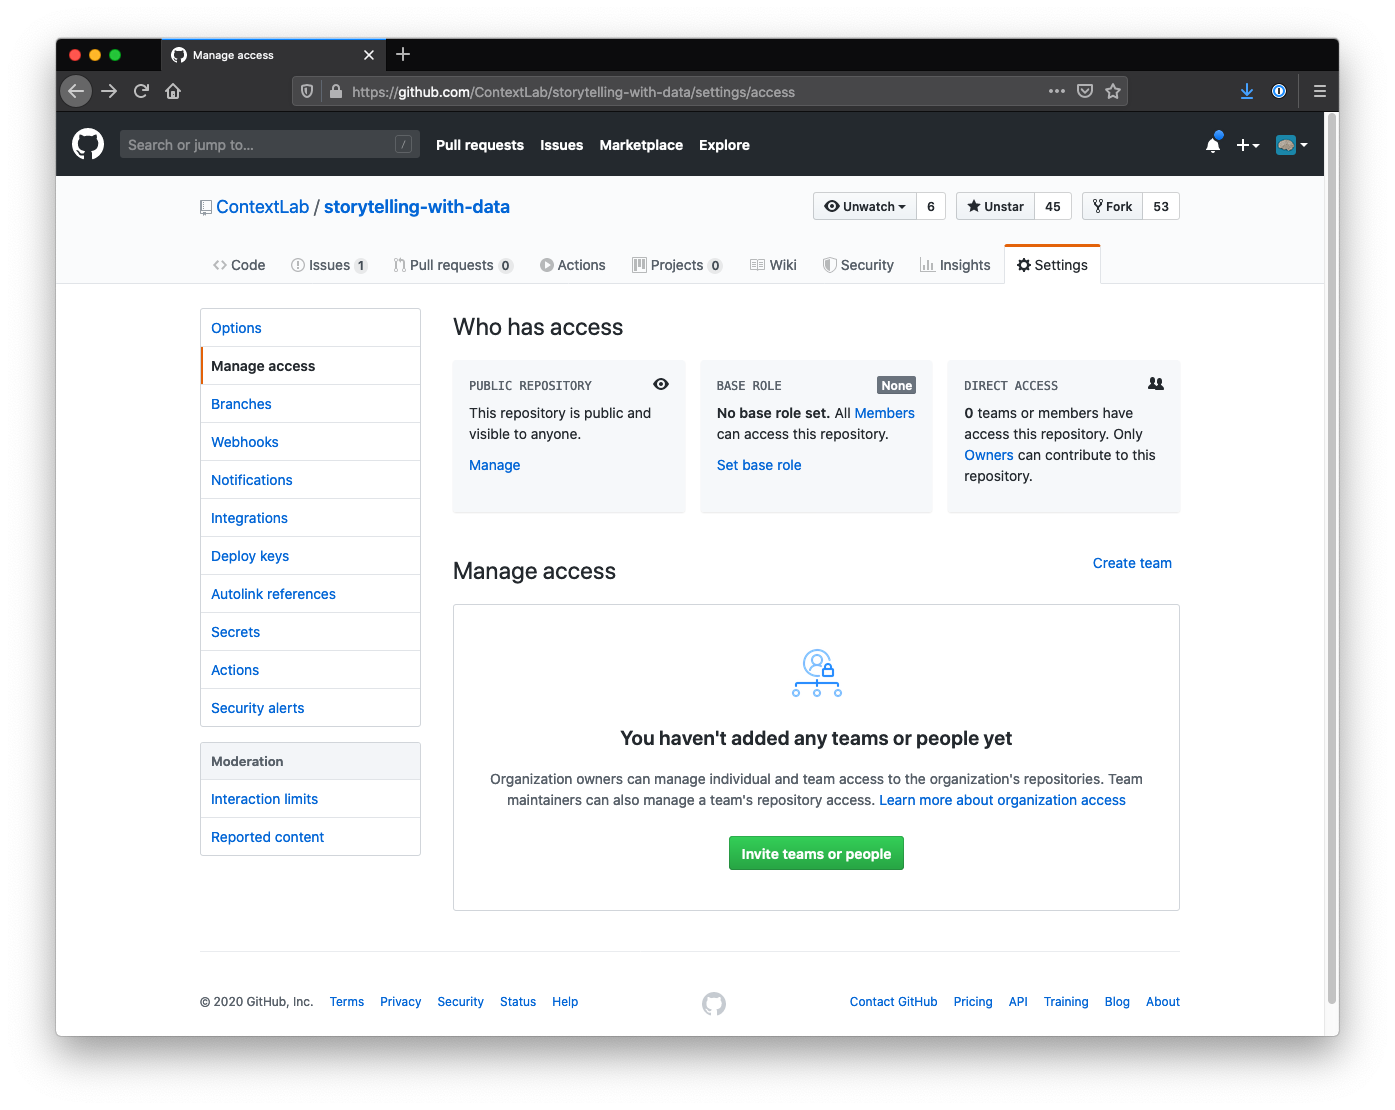 Manage access
https://github.com/ContextLab/storytelling-with-data/settings/access
Search or jump to...
/
Pull requests Issues Marketplace Explore
ContextLab / storytelling-with-data
Unwatch 6
Unstar 45
Fork 53
Code
Issues 1
Pull requests 0
Actions
Projects 0
Wiki
Security
Insights
Settings
Options
Manage access
Branches
Webhooks
Notifications
Integrations
Deploy keys
Autolink references
Secrets
Actions
Security alerts
Moderation
Interaction limits
Reported content
Who has access
PUBLIC REPOSITORY
This repository is public and
visible to anyone.
Manage
BASE ROLE None
No base role set. All Members
can access this repository.
Set base role
DIRECT ACCESS
0 teams or members have
access this repository. Only
Owners can contribute to this
repository.
Manage access
Create team
You haven't added any teams or people yet
Organization owners can manage individual and team access to the organization's repositories. Team
maintainers can also manage a team's repository access. Learn more about organization access
Invite teams or people
© 2020 GitHub, Inc. Terms Privacy Security Status Help
Contact GitHub Pricing API Training Blog About